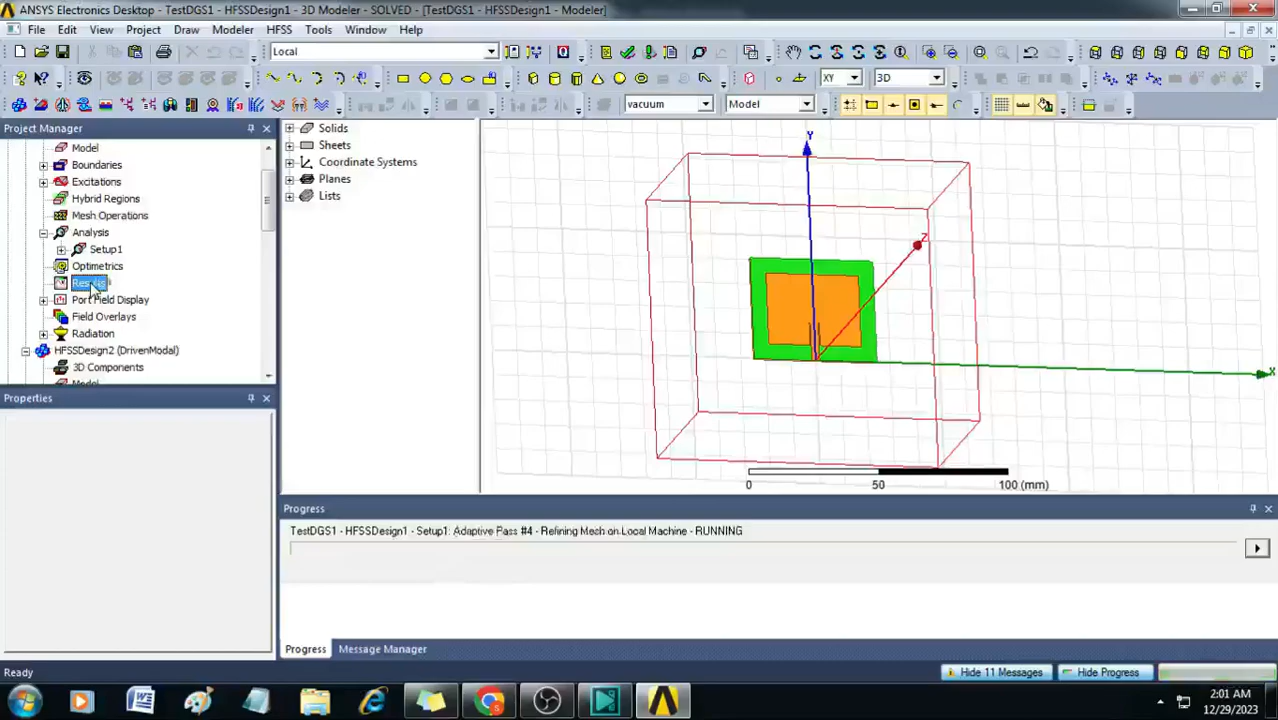 ANSYS Electronics Desktop - TestDGS1 - HFSSDesign1 - 3D Modeler - SOLVED - [TestDGS1 - HFSSDesign1 - Modeler]
File Edit View Project Draw Modeler HFSS Tools Window Help
Local
XY 3D
vacuum Model
Project Manager
Model
Boundaries
Excitations
Hybrid Regions
Mesh Operations
Analysis
Setup1
Optimetrics
Port Field Display
Field Overlays
Radiation
HFSSDesign2 (DrivenModal)
3D Components
Model
Properties
Solids
Sheets
Coordinate Systems
Planes
Lists
Y
Z
X
0 50 100 (mm)
Progress
TestDGS1 - HFSSDesign1 - Setup1: Adaptive Pass #4 - Refining Mesh on Local Machine - RUNNING
Progress Message Manager
Ready
Hide 11 Messages Hide Progress
2:01 AM
12/29/2023